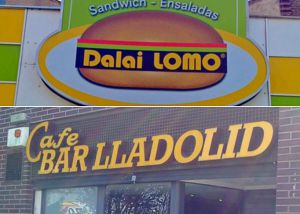 Sandwich - Ensaladas
Dalai LOMO
Cafe
BAR LLADOLID